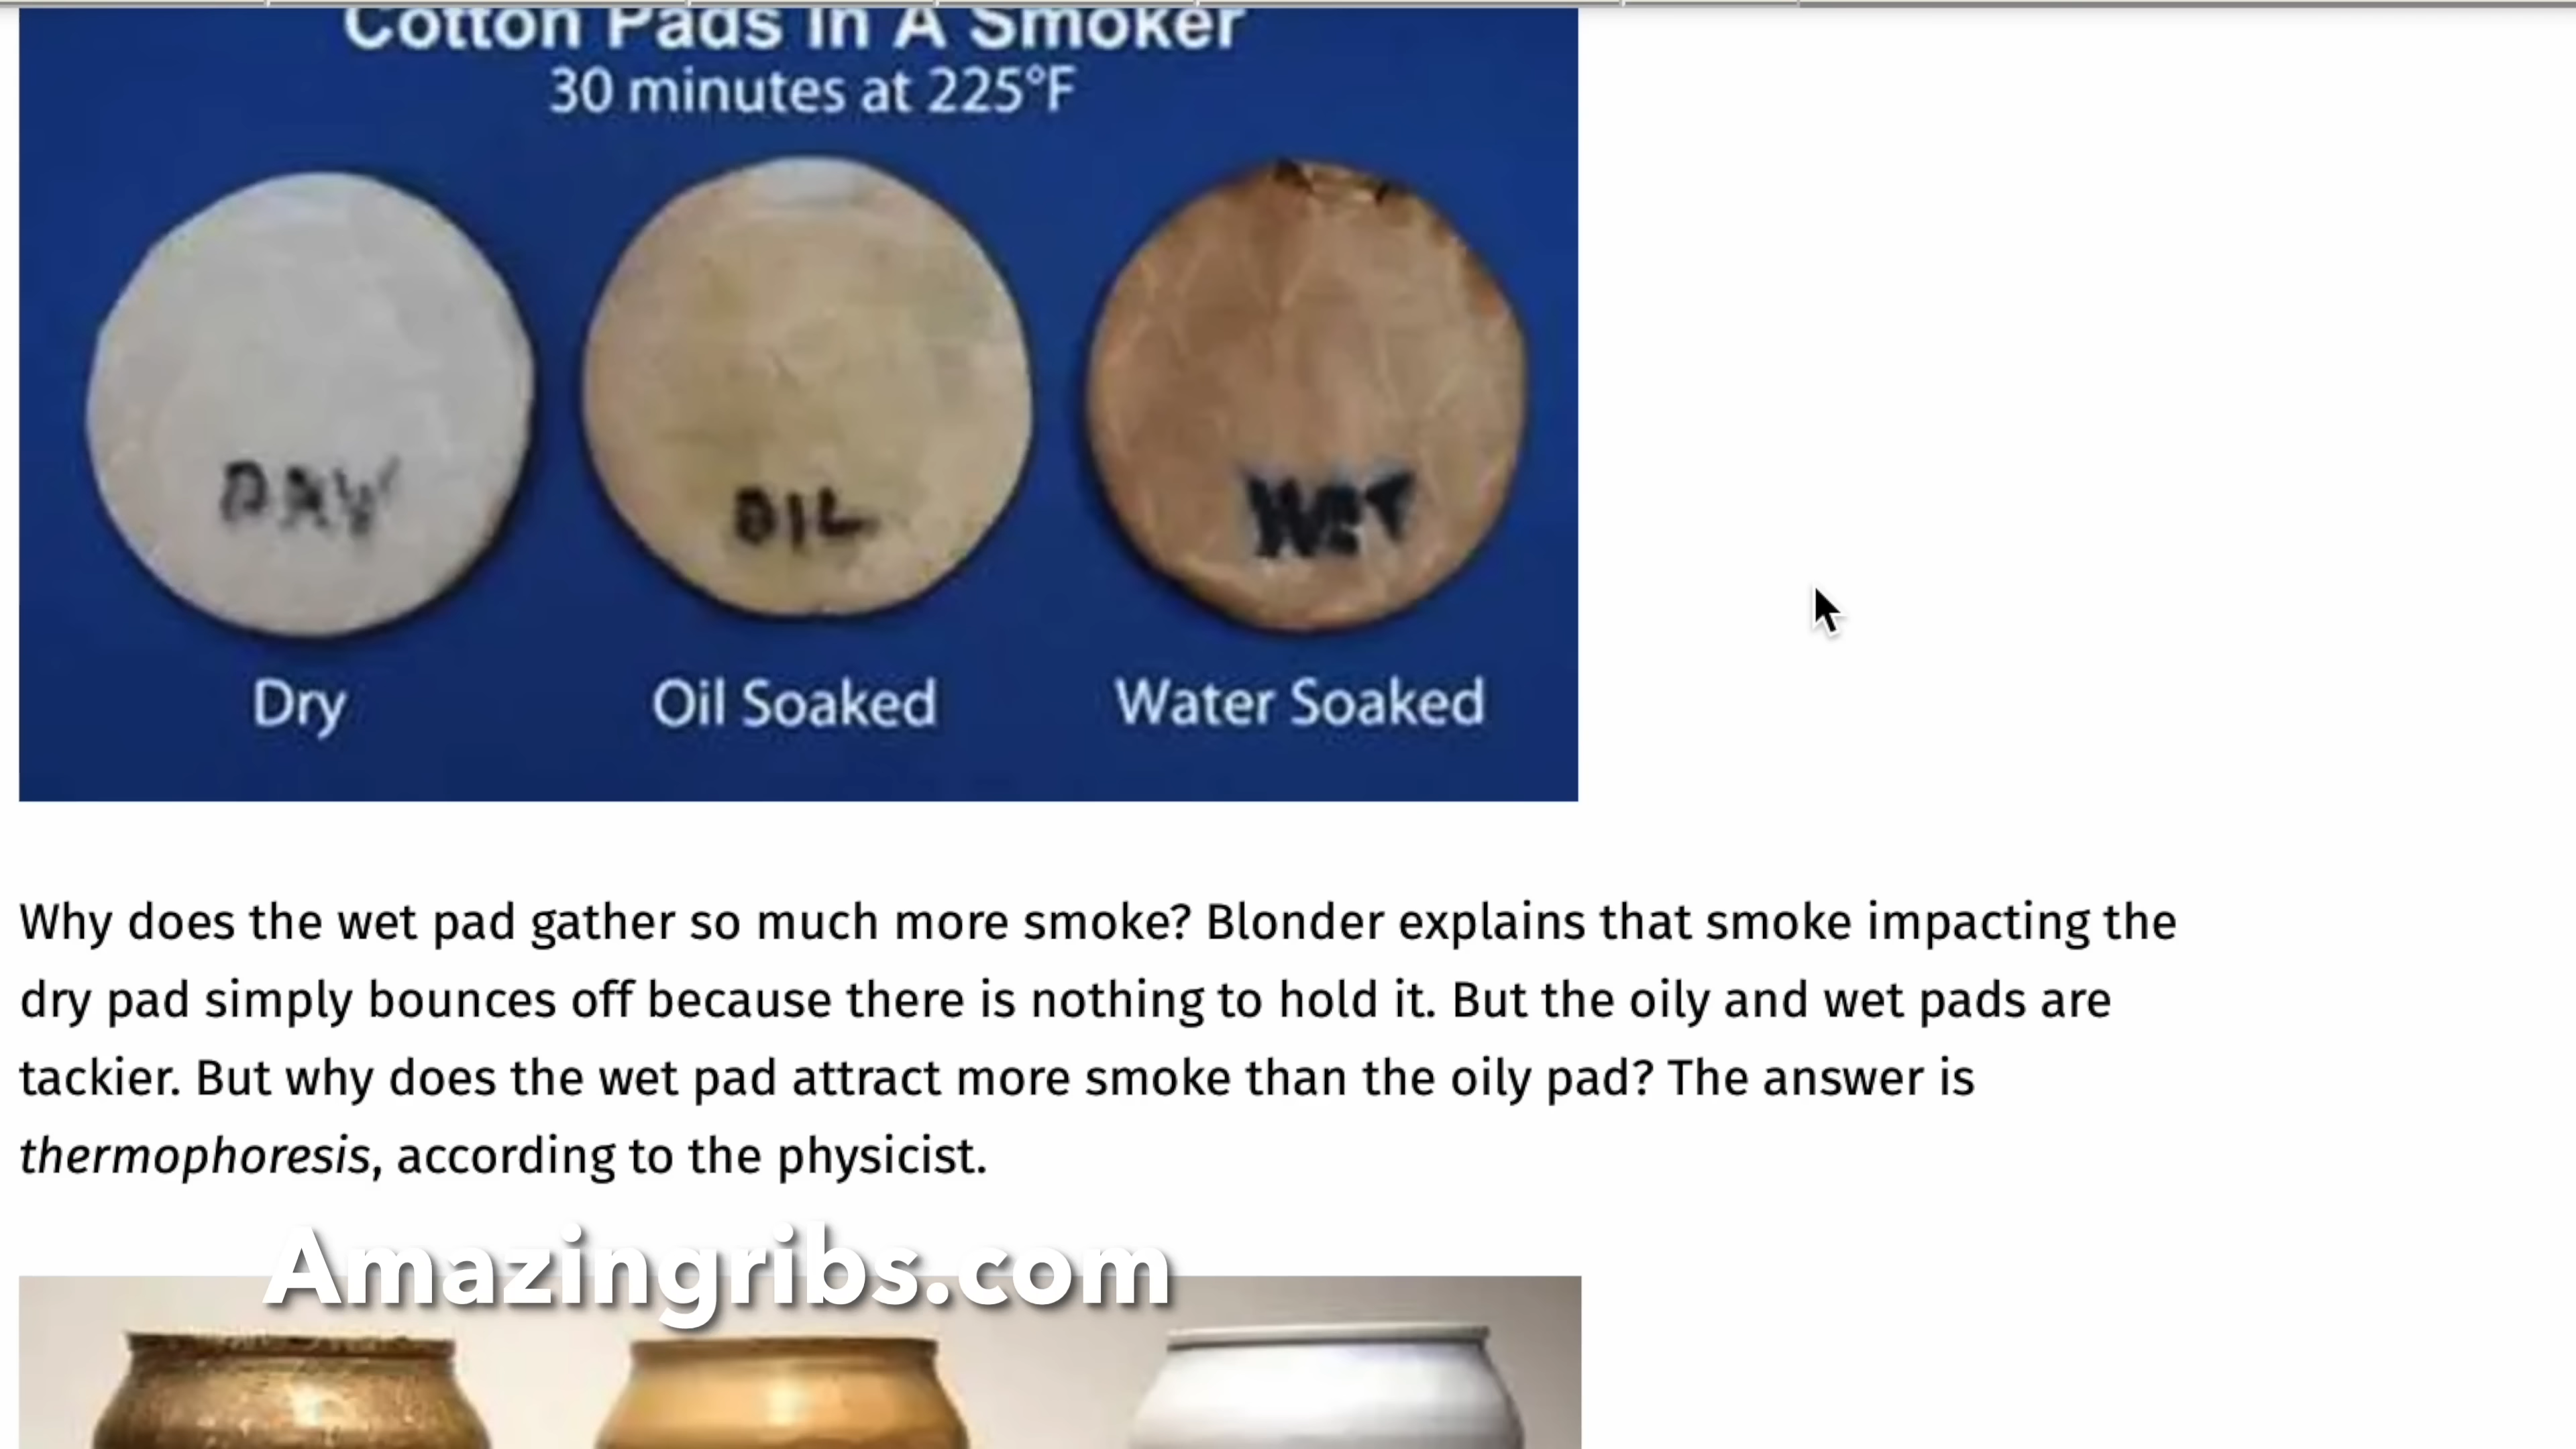 Cotton Pads In A Smoker
30 minutes at 225°F
DRY
OIL
WET
Dry
Oil Soaked
Water Soaked
Why does the wet pad gather so much more smoke? Blonder explains that smoke impacting the
dry pad simply bounces off because there is nothing to hold it. But the oily and wet pads are
tackier. But why does the wet pad attract more smoke than the oily pad? The answer is
thermophoresis, according to the physicist.
Amazingribs.com